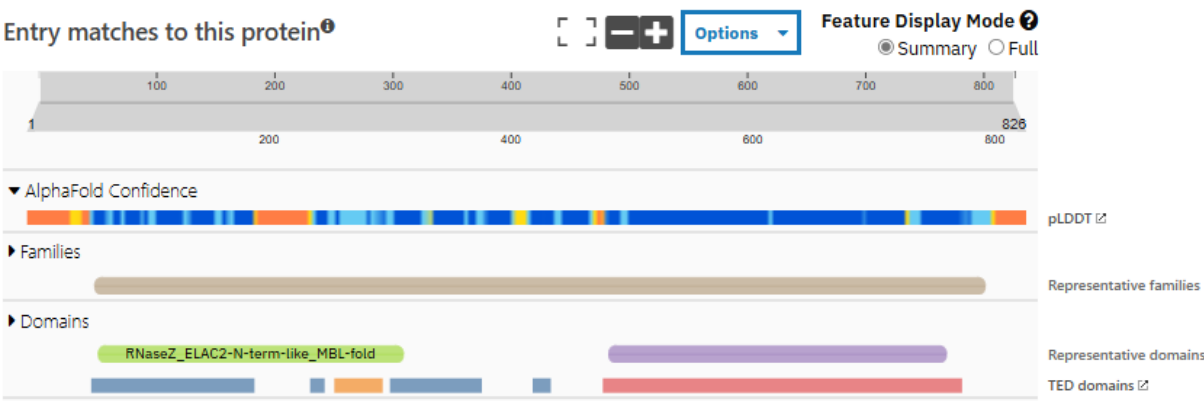 Entry matches to this protein
Options
Feature Display Mode
Summary Full
100 200 300 400 500 600 700 800
1 826
200 400 600 800
AlphaFold Confidence
pLDDT
Families
Representative families
Domains
RNaseZ_ELAC2-N-term-like_MBL-fold
Representative domains
TED domains